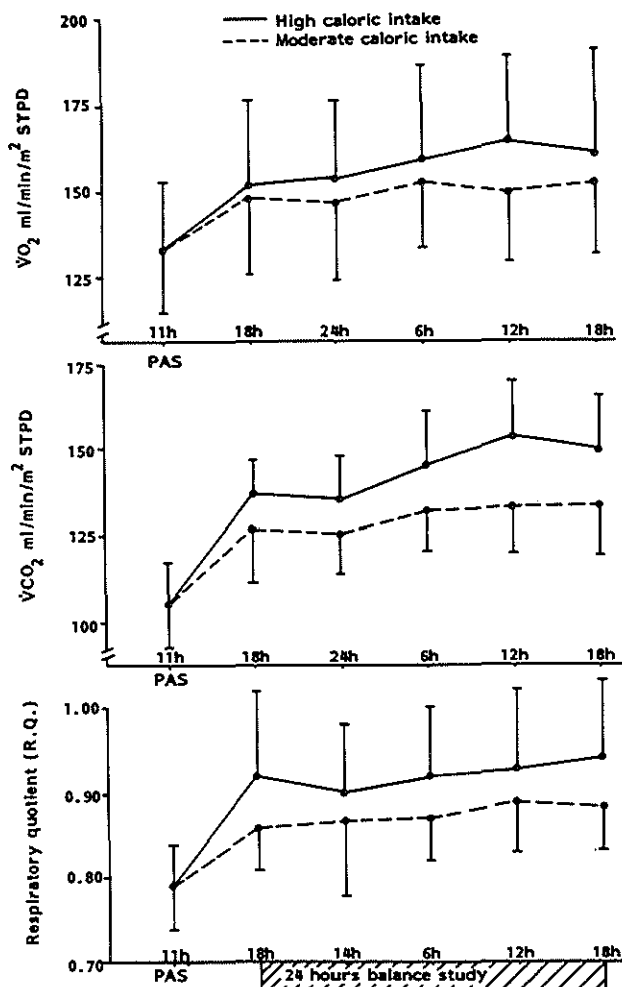 High caloric intake
Moderate caloric intake
V̇O₂ ml/min/m² STPD
200
175
150
125
11h 18h 24h 6h 12h 18h
PAS
V̇CO₂ ml/min/m² STPD
175
150
125
100
11h 18h 24h 6h 12h 18h
PAS
Respiratory quotient (R.Q.)
1.00
0.90
0.80
0.70
11h 18h 14h 6h 12h 18h
PAS
24 hours balance study